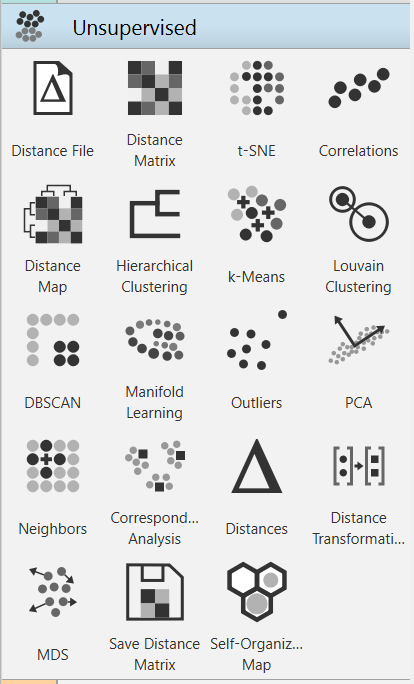 Unsupervised
Distance File
Distance
Matrix
t-SNE
Correlations
Distance
Map
Hierarchical
Clustering
k-Means
Louvain
Clustering
DBSCAN
Manifold
Learning
Outliers
PCA
Neighbors
Correspond...
Analysis
Distances
Distance
Transformati...
MDS
Save Distance
Matrix
Self-Organiz...
Map